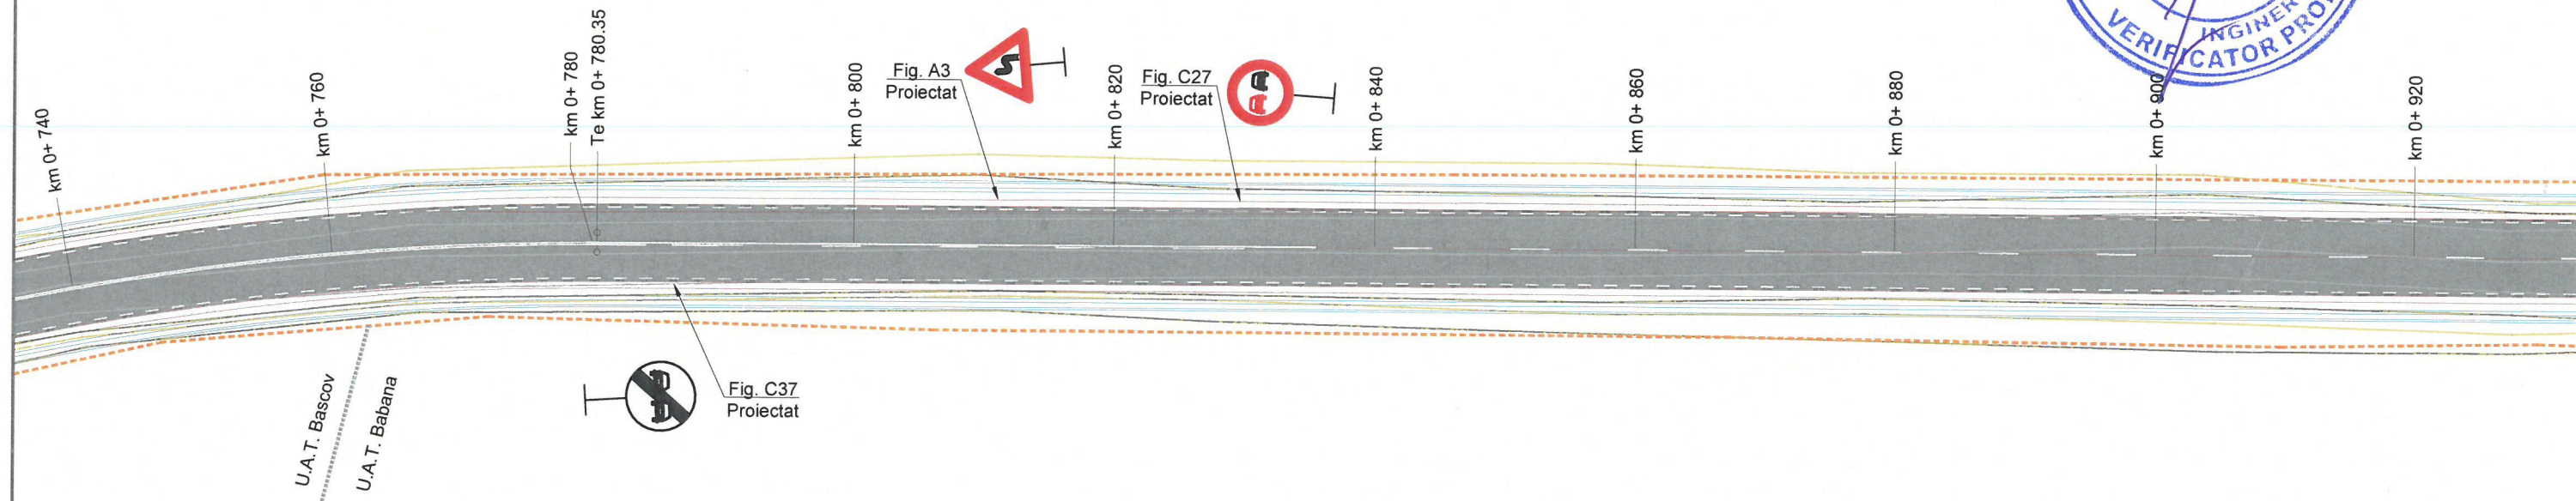 km 0+ 740
km 0+ 760
km 0+ 780
Te km 0+ 780.35
km 0+ 800
Fig. A3
Proiectat
km 0+ 820
Fig. C27
Proiectat
km 0+ 840
km 0+ 860
km 0+ 880
km 0+ 900
km 0+ 920
INGINER
VERIFICATOR
U.A.T. Bascov
U.A.T. Babana
Fig. C37
Proiectat